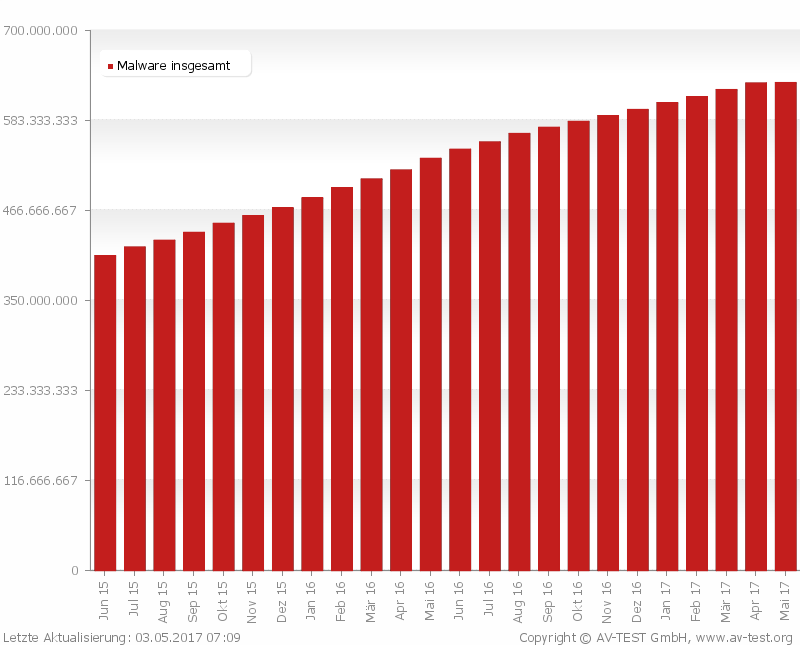 700.000.000
Malware insgesamt
583.333.333
466.666.667
350.000.000
233.333.333
116.666.667
0
Jun 15
Jul 15
Aug 15
Sep 15
Okt 15
Nov 15
Dez 15
Jan 16
Feb 16
Mär 16
Apr 16
Mai 16
Jun 16
Jul 16
Aug 16
Sep 16
Okt 16
Nov 16
Dez 16
Jan 17
Feb 17
Mär 17
Apr 17
Mai 17
Letzte Aktualisierung: 03.05.2017 07:09
Copyright © AV-TEST GmbH, www.av-test.org